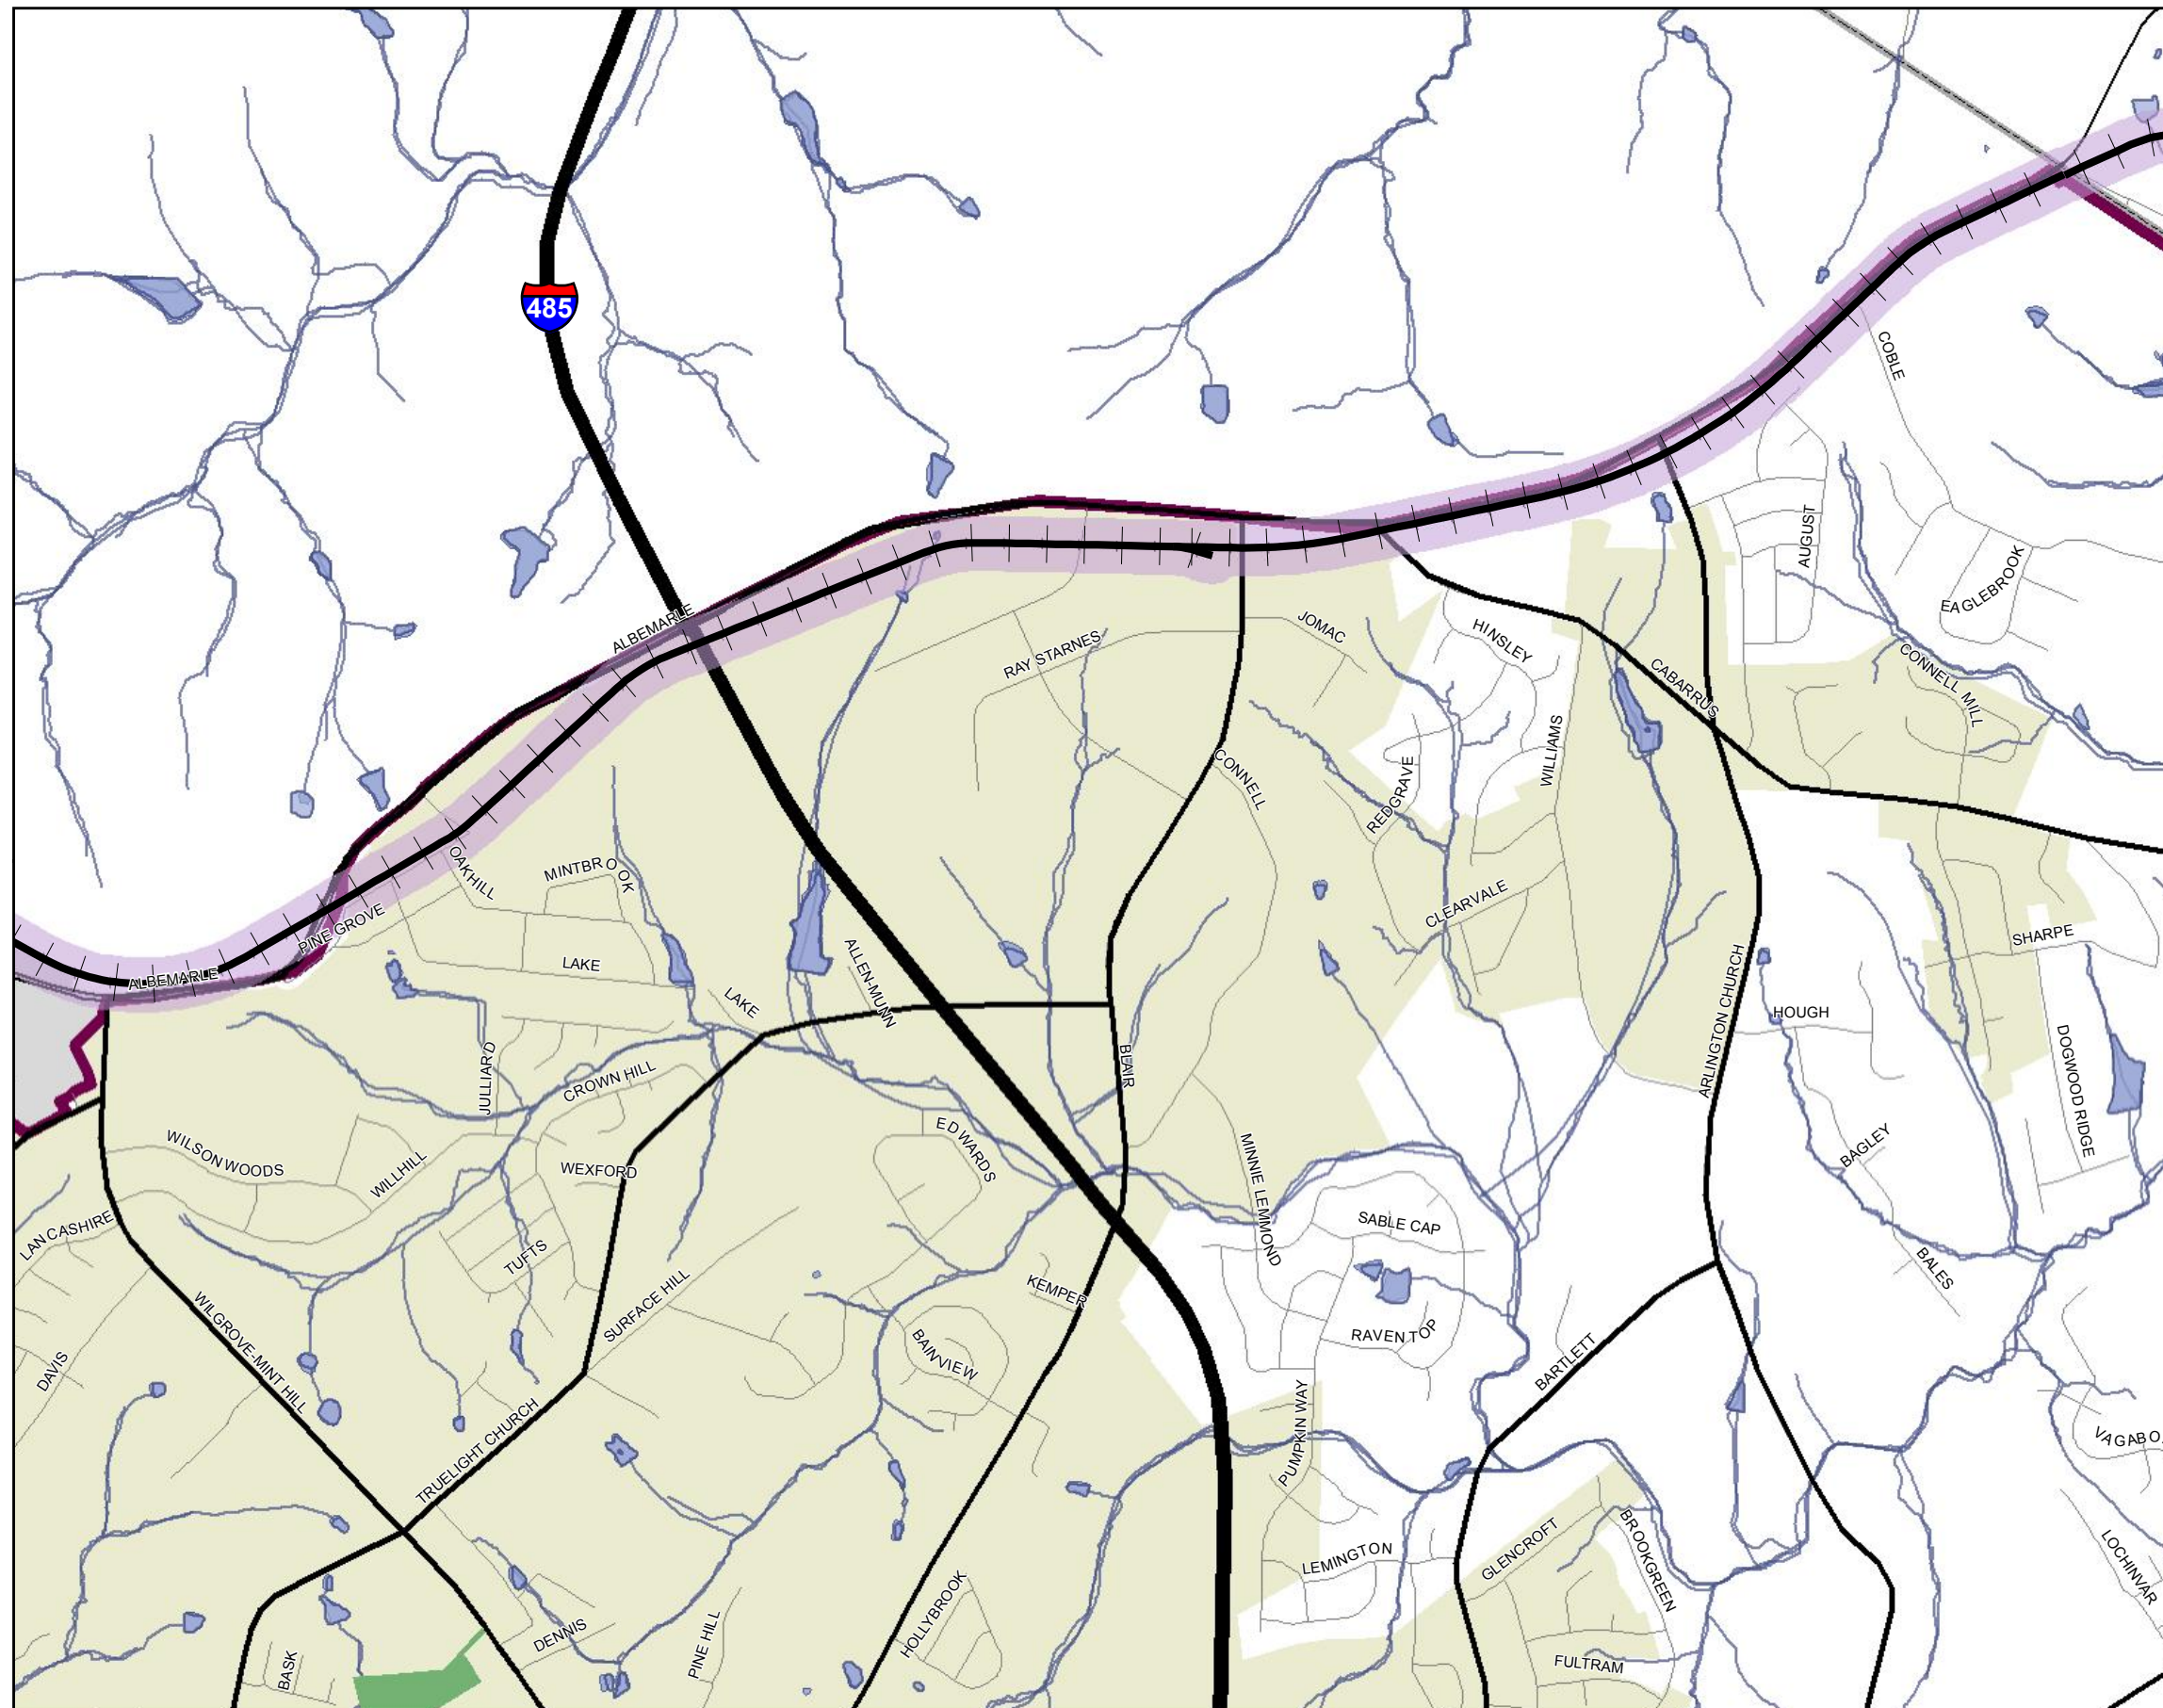 485
COBLE
AUGUST
EAGLEBROOK
ALBEMARLE
RAY STARNES
JOMAC
HINSLEY
CABARRUS
CONNELL MILL
WILLIAMS
CONNELL
REDGRAVE
OAKHILL
MINTBROOK
CLEARVALE
PINE GROVE
SHARPE
ALBEMARLE
LAKE
LAKE
ALLEN-MUNN
ARLINGTON CHURCH
HOUGH
DOGWOOD RIDGE
JULLIARD
CROWN HILL
BLAIR
WILSON WOODS
WILLHILL
WEXFORD
EDWARDS
MINNIE LEMMOND
BAGLEY
LANCASHIRE
TUFTS
SABLE CAP
BALES
KEMPER
SURFACE HILL
WILGROVE-MINT HILL
RAVEN TOP
BAINVIEW
BARTLETT
DAVIS
PUMPKIN WAY
TRUELIGHT CHURCH
VAGABO
LEMINGTON
GLENCROFT
BROOKGREEN
LOCHINVAR
HOLLYBROOK
DENNIS
PINE HILL
BASK
FULTRAM